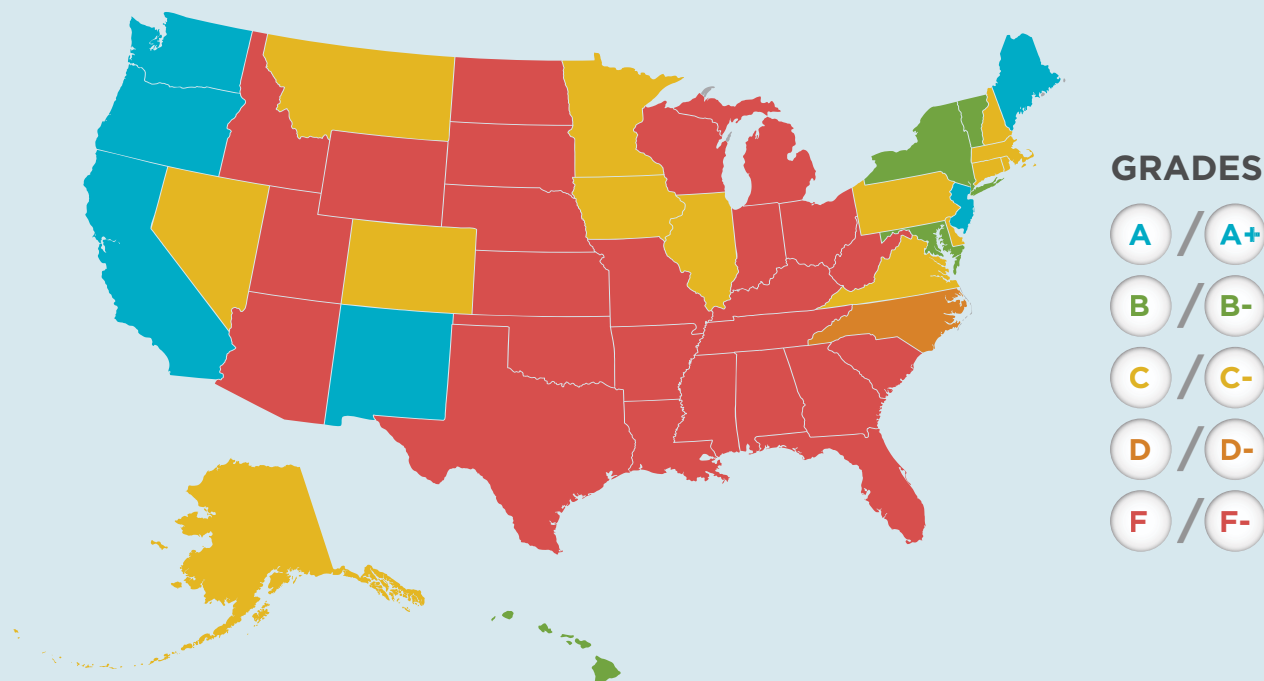 GRADES
A / A+
B / B-
C / C-
D / D-
F / F-